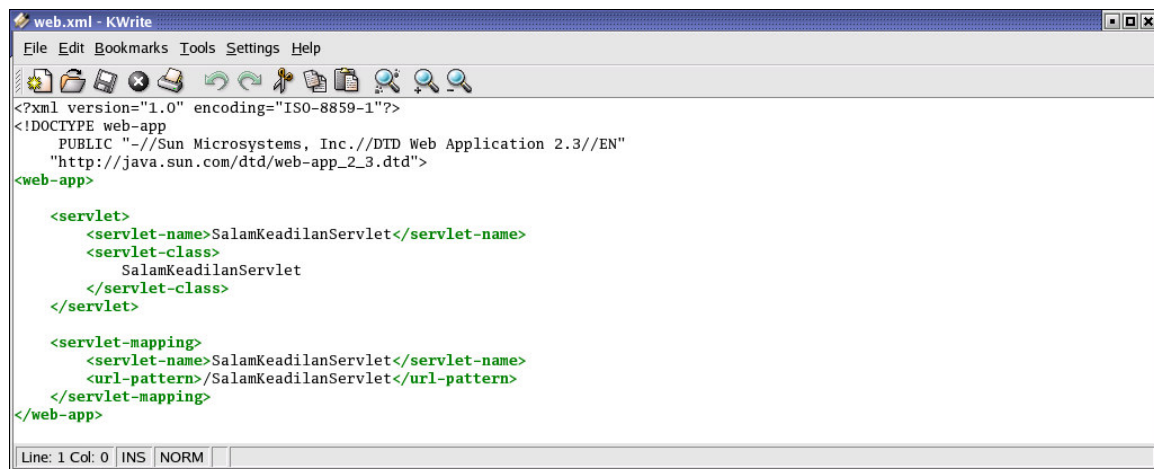 web.xml - KWrite
File Edit Bookmarks Tools Settings Help
<?xml version="1.0" encoding="ISO-8859-1"?>
<!DOCTYPE web-app
PUBLIC "-//Sun Microsystems, Inc.//DTD Web Application 2.3//EN"
"http://java.sun.com/dtd/web-app_2_3.dtd">
<web-app>
<servlet>
<servlet-name>SalamKeadilanServlet</servlet-name>
<servlet-class>
SalamKeadilanServlet
</servlet-class>
</servlet>
<servlet-mapping>
<servlet-name>SalamKeadilanServlet</servlet-name>
<url-pattern>/SalamKeadilanServlet</url-pattern>
</servlet-mapping>
</web-app>
Line: 1 Col: 0 INS NORM